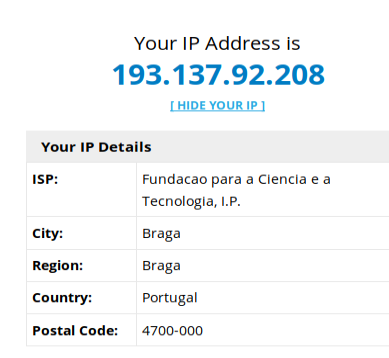 Your IP Address is
193.137.92.208
[ HIDE YOUR IP ]
Your IP Details
ISP: Fundacao para a Ciencia e a
Tecnologia, I.P.
City: Braga
Region: Braga
Country: Portugal
Postal Code: 4700-000